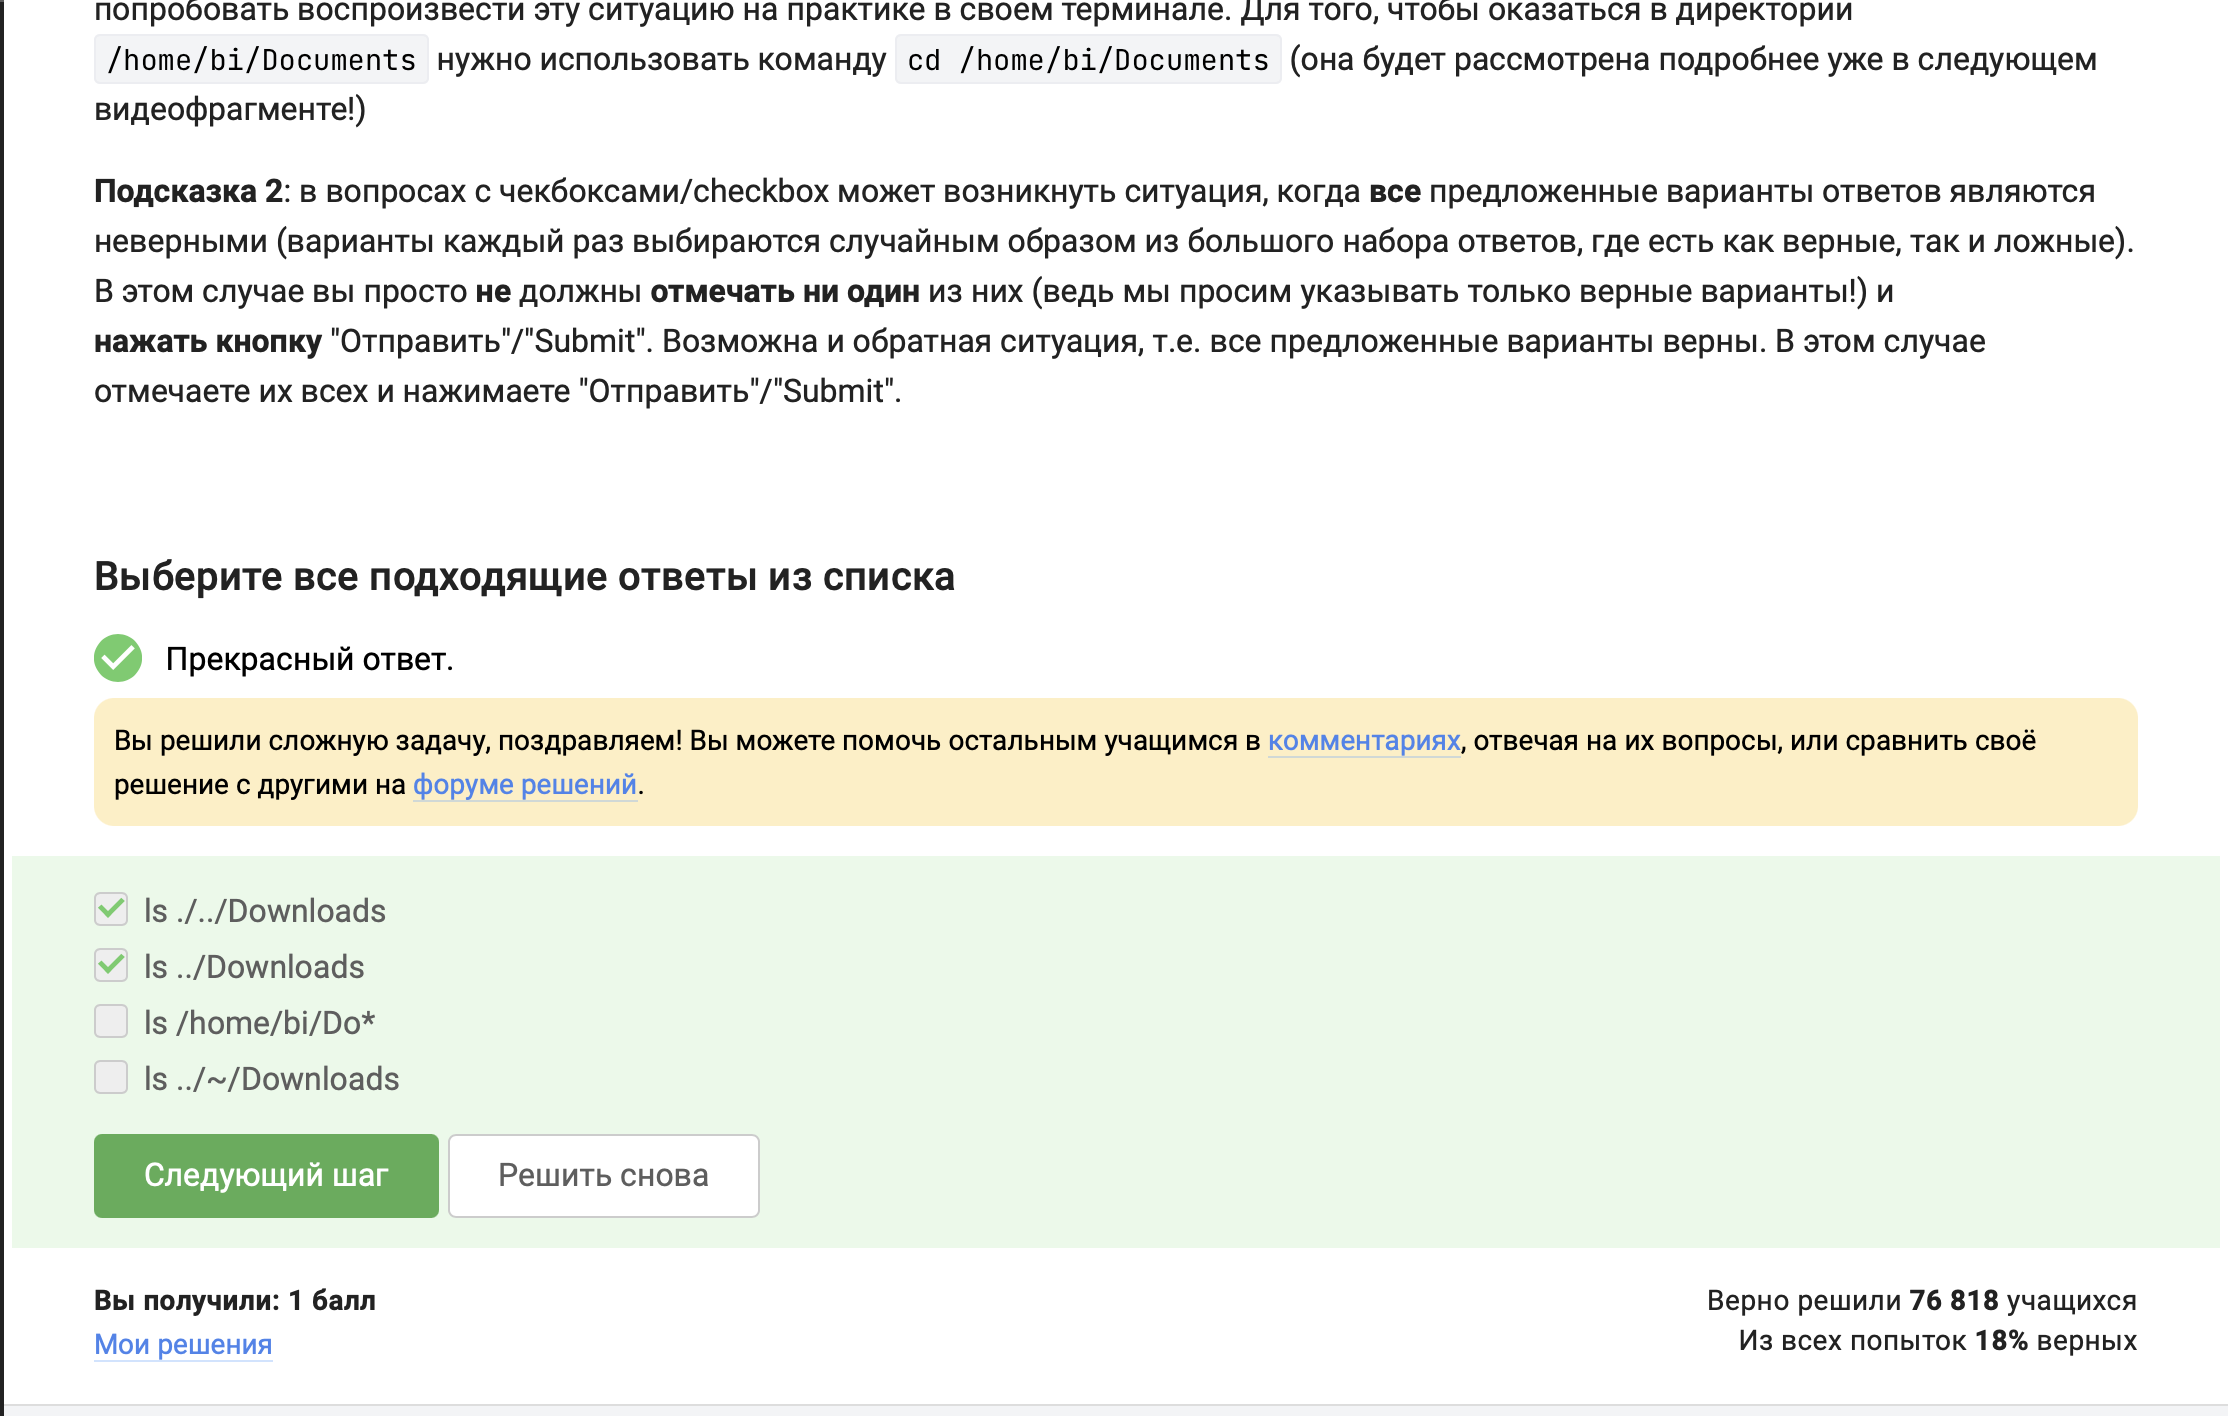 попробовать воспроизвести эту ситуацию на практике в своем терминале. Для того, чтобы оказаться в директории
/home/bi/Documents нужно использовать команду cd /home/bi/Documents (она будет рассмотрена подробнее уже в следующем
видеофрагменте!)
Подсказка 2: в вопросах с чекбоксами/checkbox может возникнуть ситуация, когда все предложенные варианты ответов являются
неверными (варианты каждый раз выбираются случайным образом из большого набора ответов, где есть как верные, так и ложные).
В этом случае вы просто не должны отмечать ни один из них (ведь мы просим указывать только верные варианты!) и
нажать кнопку "Отправить"/"Submit". Возможна и обратная ситуация, т.е. все предложенные варианты верны. В этом случае
отмечаете их всех и нажимаете "Отправить"/"Submit".
Выберите все подходящие ответы из списка
Прекрасный ответ.
Вы решили сложную задачу, поздравляем! Вы можете помочь остальным учащимся в комментариях, отвечая на их вопросы, или сравнить своё
решение с другими на форуме решений.
ls ./../Downloads
ls ../Downloads
ls /home/bi/Do*
ls ../~/Downloads
Следующий шаг Решить снова
Вы получили: 1 балл
Мои решения
Верно решили 76 818 учащихся
Из всех попыток 18% верных